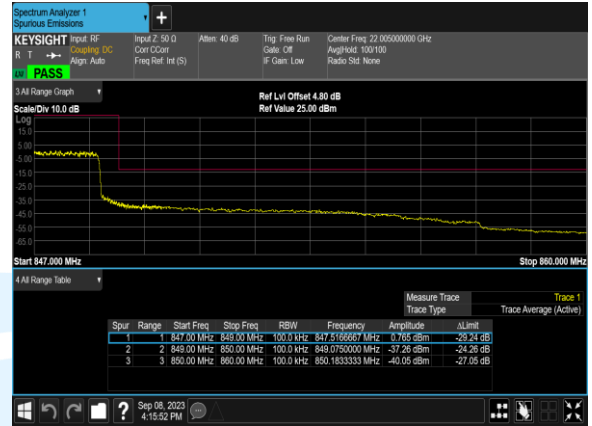 Spectrum Analyzer 1
Spurious Emissions
KEYSIGHT Input: RF Input Z: 50 Ω Atten: 40 dB Trig: Free Run Center Freq: 22.005000000 GHz
R T Coupling: DC Corr CCorr Gate: Off Avg|Hold: 100/100
Align: Auto Freq Ref: Int (S) IF Gain: Low Radio Std: None
PASS
3 All Range Graph
Ref Lvl Offset 4.80 dB
Scale/Div 10.0 dB Ref Value 25.00 dBm
Log
15.0
5.00
-5.00
-15.0
-25.0
-35.0
-45.0
-55.0
-65.0
Start 847.000 MHz Stop 860.000 MHz
4 All Range Table
Measure Trace Trace 1
Trace Type Trace Average (Active)
Spur Range Start Freq Stop Freq RBW Frequency Amplitude ΔLimit
1 1 847.00 MHz 849.00 MHz 100.0 kHz 847.5166667 MHz 0.765 dBm -29.24 dB
2 2 849.00 MHz 850.00 MHz 100.0 kHz 849.0750000 MHz -37.26 dBm -24.26 dB
3 3 850.00 MHz 860.00 MHz 100.0 kHz 850.1833333 MHz -40.05 dBm -27.05 dB
? Sep 08, 2023
4:15:52 PM